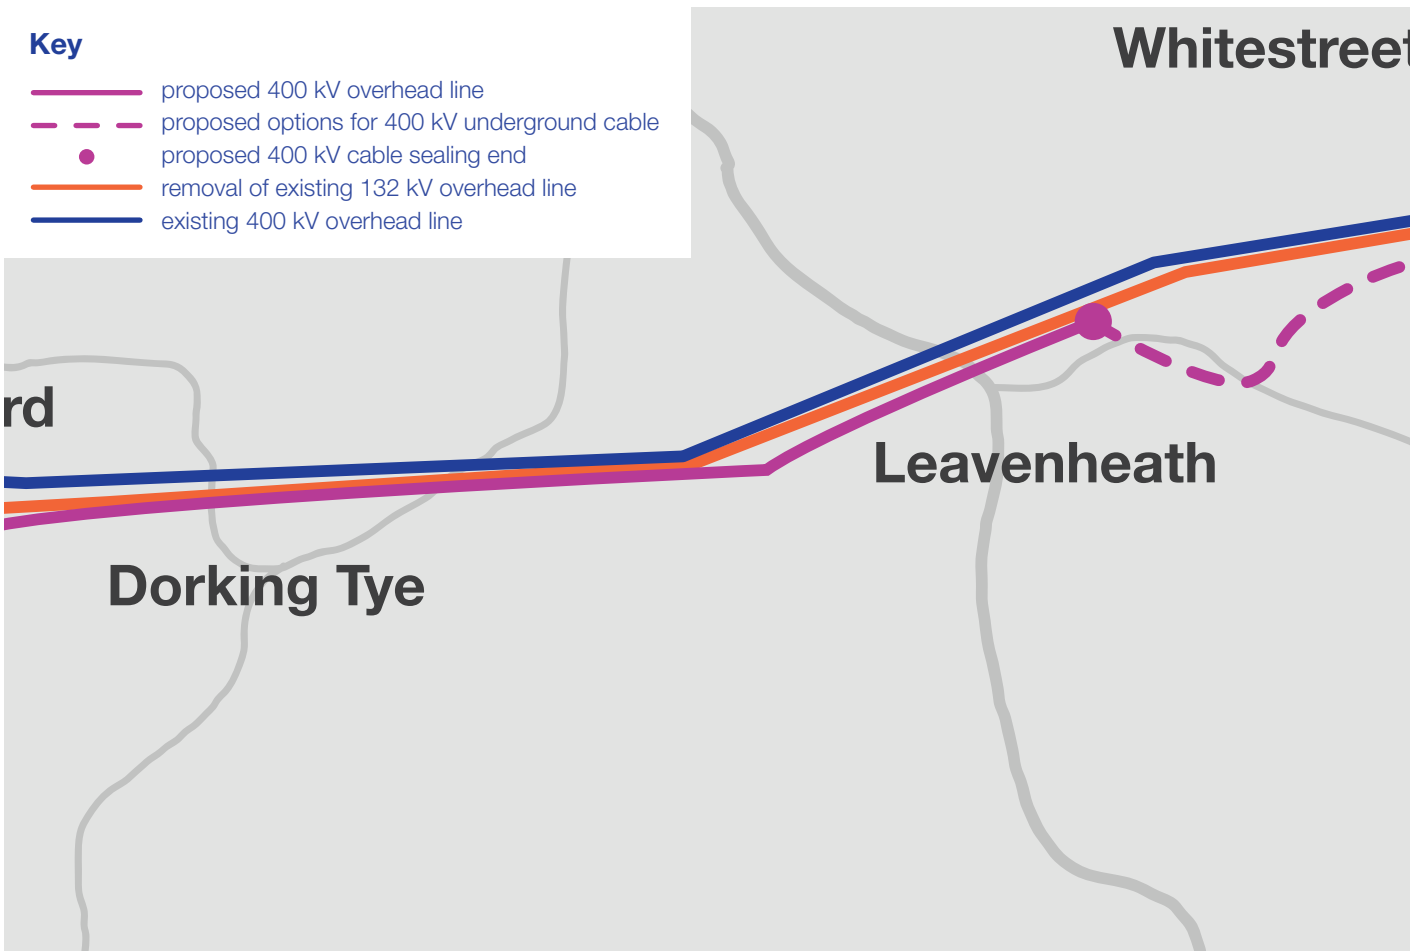 Key
proposed 400 kV overhead line
proposed options for 400 kV underground cable
proposed 400 kV cable sealing end
removal of existing 132 kV overhead line
existing 400 kV overhead line
Whitestreet
rd
Leavenheath
Dorking Tye